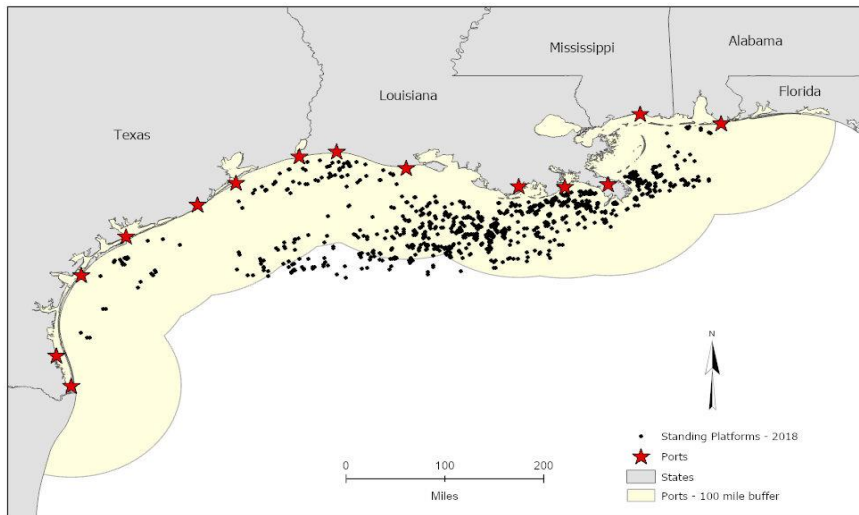 Mississippi
Alabama
Florida
Louisiana
Texas
N
Standing Platforms - 2018
Ports
States
Ports - 100 mile buffer
0 100 200
Miles